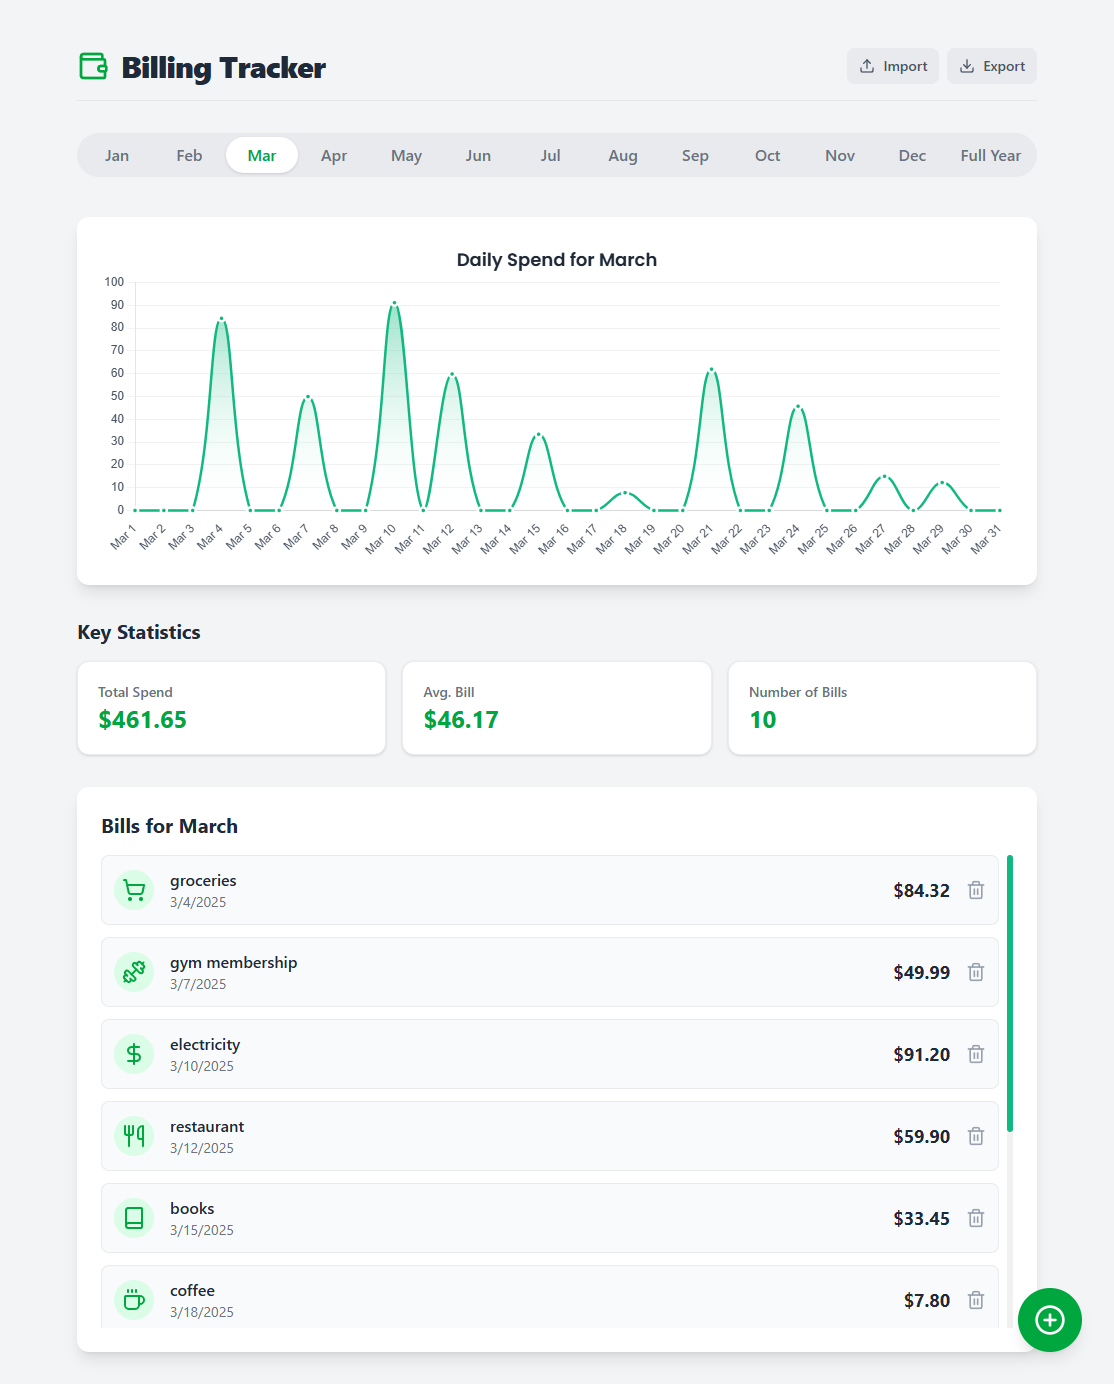 Billing Tracker
Import
Export
Jan Feb Mar Apr May Jun Jul Aug Sep Oct Nov Dec Full Year
Daily Spend for March
100
90
80
70
60
50
40
30
20
10
0
Mar 1 Mar 2 Mar 3 Mar 4 Mar 5 Mar 6 Mar 7 Mar 8 Mar 9 Mar 10 Mar 11 Mar 12 Mar 13 Mar 14 Mar 15 Mar 16 Mar 17 Mar 18 Mar 19 Mar 20 Mar 21 Mar 22 Mar 23 Mar 24 Mar 25 Mar 26 Mar 27 Mar 28 Mar 29 Mar 30 Mar 31
Key Statistics
Total Spend
$461.65
Avg. Bill
$46.17
Number of Bills
10
Bills for March
groceries
3/4/2025
$84.32
gym membership
3/7/2025
$49.99
electricity
3/10/2025
$91.20
restaurant
3/12/2025
$59.90
books
3/15/2025
$33.45
coffee
3/18/2025
$7.80